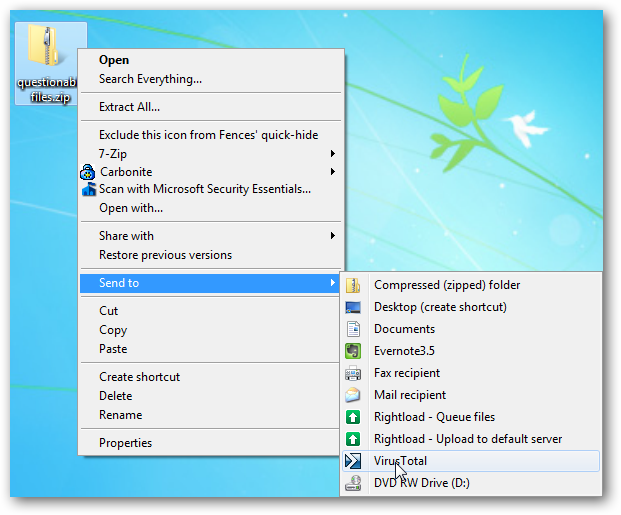 questionabl
files.zip
Open
Search Everything...
Extract All...
Exclude this icon from Fences' quick-hide
7-Zip
Carbonite
Scan with Microsoft Security Essentials...
Open with...
Share with
Restore previous versions
Send to
Cut
Copy
Paste
Create shortcut
Delete
Rename
Properties
Compressed (zipped) folder
Desktop (create shortcut)
Documents
Evernote3.5
Fax recipient
Mail recipient
Rightload - Queue files
Rightload - Upload to default server
VirusTotal
DVD RW Drive (D:)